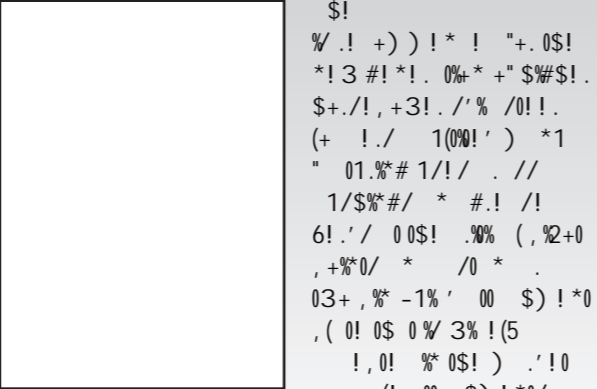 $!
%/ .! +) ) ! * ! "+. 0$!
*! 3 #! *!. 0%+* +" $%#$!.
$+./!, +3!. /'% /0! !.
(+ !./ 1(0%0!' ) *1
" 01.%*# 1/!/ . //
1/$%*#/ * #.! /!
6!.'/ 0 0$! .%0% (,%2+0
, +%*0/ * /0 * .
03+ , %* -1% ' 00 $) ! *0
, ( 0! 0$ 0 %/ 3% ! (5
!, 0! %* 0$! ) .'! 0